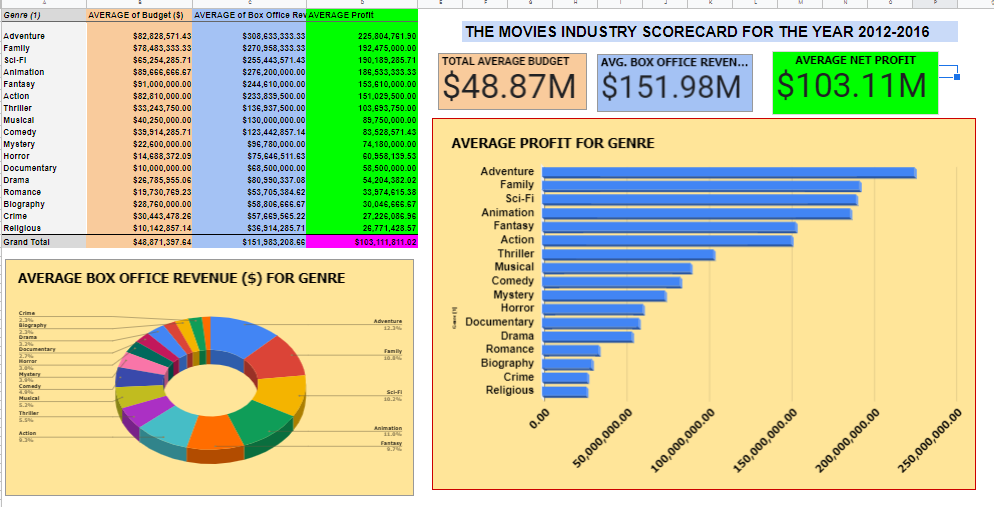 Genre (1) AVERAGE of Budget ($) AVERAGE of Box Office Rev AVERAGE Profit
Adventure $82,828,571.43 $308,633,333.33 225,804,761.90
Family $78,483,333.33 $270,958,333.33 192,475,000.00
Sci-Fi $65,254,285.71 $255,443,571.43 190,189,285.71
Animation $89,666,666.67 $276,200,000.00 186,533,333.33
Fantasy $91,000,000.00 $244,610,000.00 153,610,000.00
Action $82,810,000.00 $233,839,500.00 151,029,500.00
Thriller $33,243,750.00 $136,937,500.00 103,693,750.00
Musical $40,250,000.00 $130,000,000.00 89,750,000.00
Comedy $39,914,285.71 $123,442,857.14 83,528,571.43
Mystery $22,600,000.00 $96,780,000.00 74,180,000.00
Horror $14,688,372.09 $75,646,511.63 60,958,139.53
Documentary $10,000,000.00 $68,500,000.00 58,500,000.00
Drama $26,785,955.06 $80,990,337.08 54,204,382.02
Romance $19,730,769.23 $53,705,384.62 33,974,615.38
Biography $28,760,000.00 $58,806,666.67 30,046,666.67
Crime $30,443,478.26 $57,669,565.22 27,226,086.96
Religious $10,142,857.14 $36,914,285.71 26,771,428.57
Grand Total $48,871,397.64 $151,983,208.66 $103,111,811.02
THE MOVIES INDUSTRY SCORECARD FOR THE YEAR 2012-2016
TOTAL AVERAGE BUDGET
$48.87M
AVG. BOX OFFICE REVEN...
$151.98M
AVERAGE NET PROFIT
$103.11M
AVERAGE BOX OFFICE REVENUE ($) FOR GENRE
Crime
2.3%
Biography
2.3%
Drama
3.2%
Documentary
2.7%
Horror
3.0%
Mystery
3.9%
Comedy
4.9%
Musical
5.2%
Thriller
5.5%
Action
9.3%
Adventure
12.3%
Family
10.8%
Sci-Fi
10.2%
Animation
11.0%
Fantasy
9.7%
AVERAGE PROFIT FOR GENRE
Genre (1)
Adventure
Family
Sci-Fi
Animation
Fantasy
Action
Thriller
Musical
Comedy
Mystery
Horror
Documentary
Drama
Romance
Biography
Crime
Religious
0.00
50,000,000.00
100,000,000.00
150,000,000.00
200,000,000.00
250,000,000.00